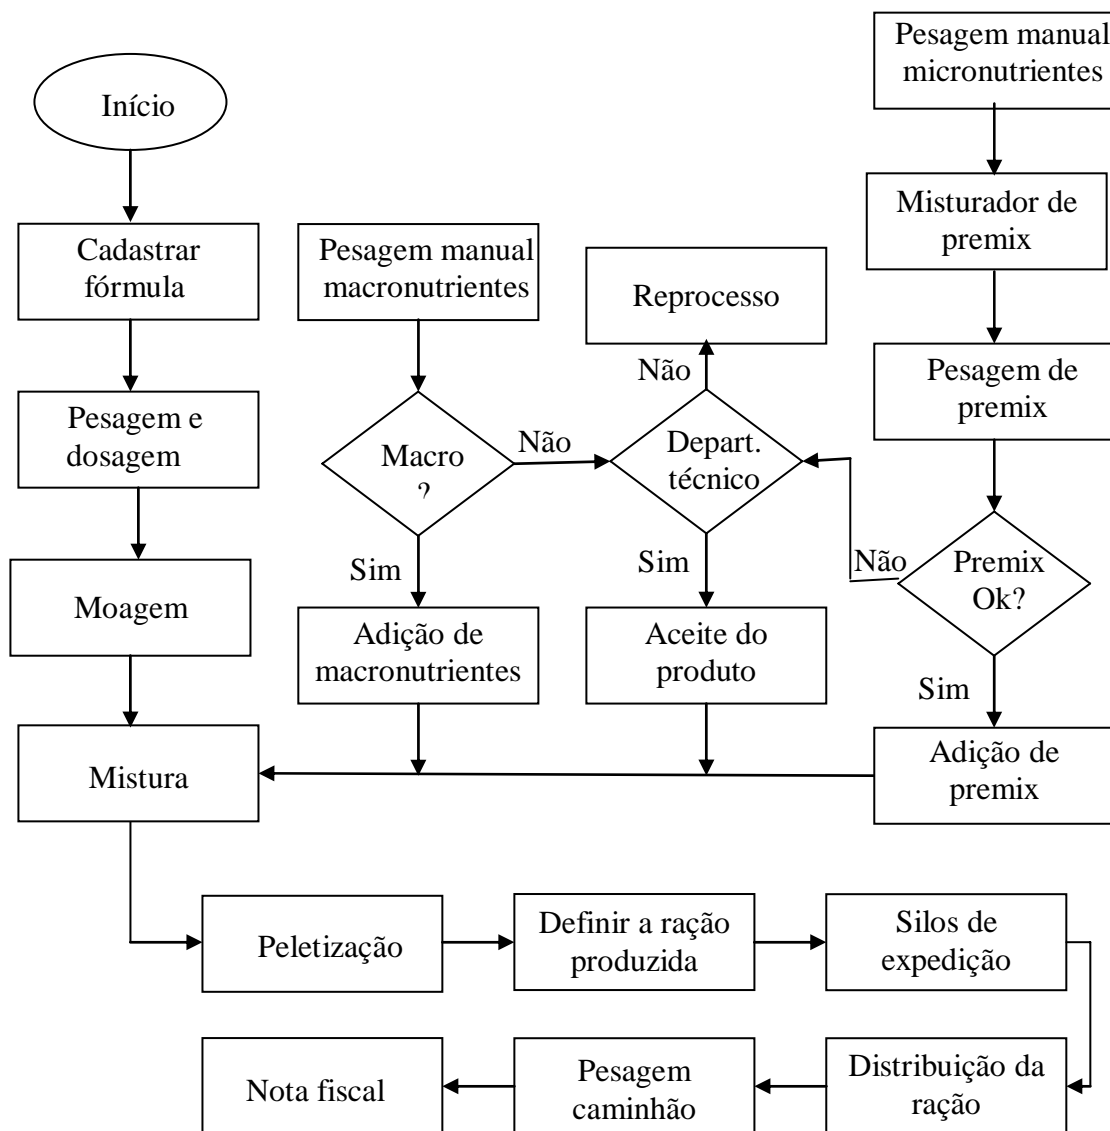 Início
Cadastrar
fórmula
Pesagem e
dosagem
Moagem
Mistura
Pesagem manual
macronutrientes
Macro
?
Não
Sim
Adição de
macronutrientes
Reprocesso
Não
Depart.
técnico
Sim
Aceite do
produto
Pesagem manual
micronutrientes
Misturador de
premix
Pesagem de
premix
Premix
Ok?
Não
Sim
Adição de
premix
Peletização
Definir a ração
produzida
Silos de
expedição
Distribuição da
ração
Pesagem
caminhão
Nota fiscal